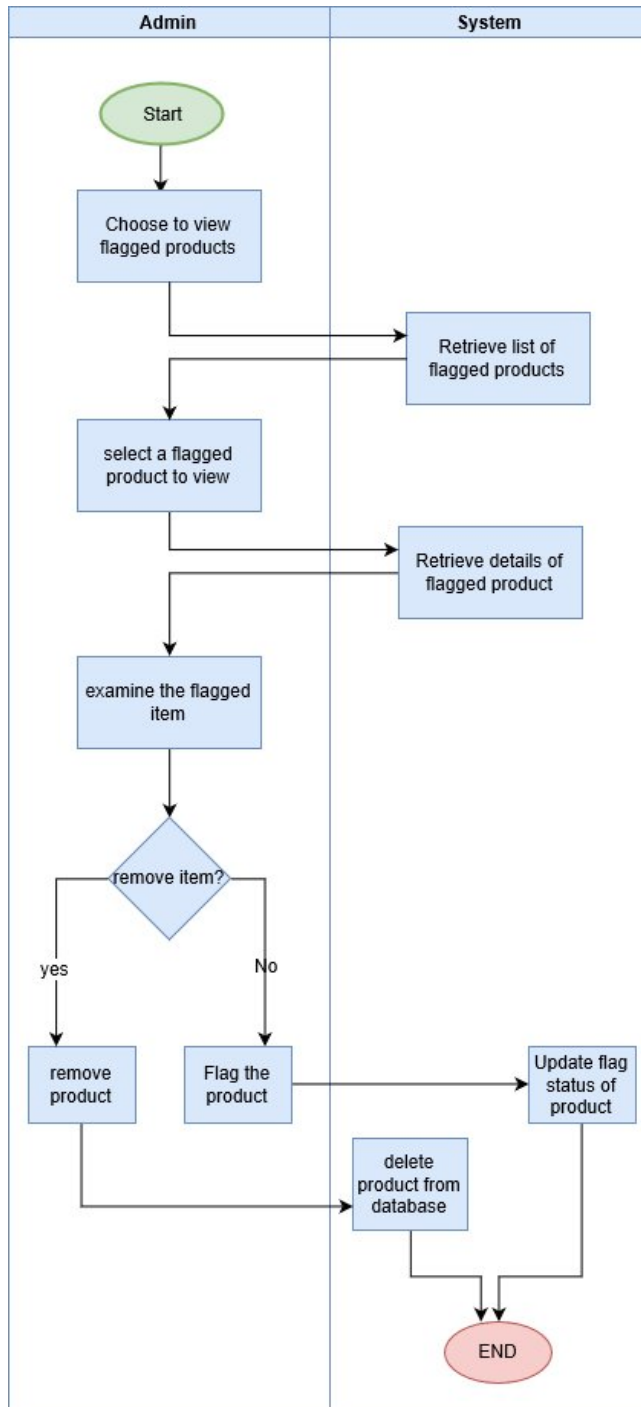 Admin
System
Start
Choose to view
flagged products
Retrieve list of
flagged products
select a flagged
product to view
Retrieve details of
flagged product
examine the flagged
item
remove item?
yes
No
remove
product
Flag the
product
Update flag
status of
product
delete
product from
database
END